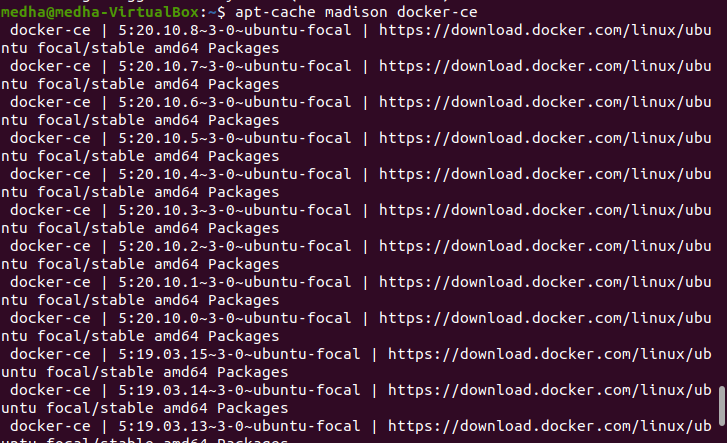 medha@medha-VirtualBox:~$ apt-cache madison docker-ce
 docker-ce | 5:20.10.8~3-0~ubuntu-focal | https://download.docker.com/linux/ubu
ntu focal/stable amd64 Packages
 docker-ce | 5:20.10.7~3-0~ubuntu-focal | https://download.docker.com/linux/ubu
ntu focal/stable amd64 Packages
 docker-ce | 5:20.10.6~3-0~ubuntu-focal | https://download.docker.com/linux/ubu
ntu focal/stable amd64 Packages
 docker-ce | 5:20.10.5~3-0~ubuntu-focal | https://download.docker.com/linux/ubu
ntu focal/stable amd64 Packages
 docker-ce | 5:20.10.4~3-0~ubuntu-focal | https://download.docker.com/linux/ubu
ntu focal/stable amd64 Packages
 docker-ce | 5:20.10.3~3-0~ubuntu-focal | https://download.docker.com/linux/ubu
ntu focal/stable amd64 Packages
 docker-ce | 5:20.10.2~3-0~ubuntu-focal | https://download.docker.com/linux/ubu
ntu focal/stable amd64 Packages
 docker-ce | 5:20.10.1~3-0~ubuntu-focal | https://download.docker.com/linux/ubu
ntu focal/stable amd64 Packages
 docker-ce | 5:20.10.0~3-0~ubuntu-focal | https://download.docker.com/linux/ubu
ntu focal/stable amd64 Packages
 docker-ce | 5:19.03.15~3-0~ubuntu-focal | https://download.docker.com/linux/ub
untu focal/stable amd64 Packages
 docker-ce | 5:19.03.14~3-0~ubuntu-focal | https://download.docker.com/linux/ub
untu focal/stable amd64 Packages
 docker-ce | 5:19.03.13~3-0~ubuntu-focal | https://download.docker.com/linux/ub
untu focal/stable amd64 Packages